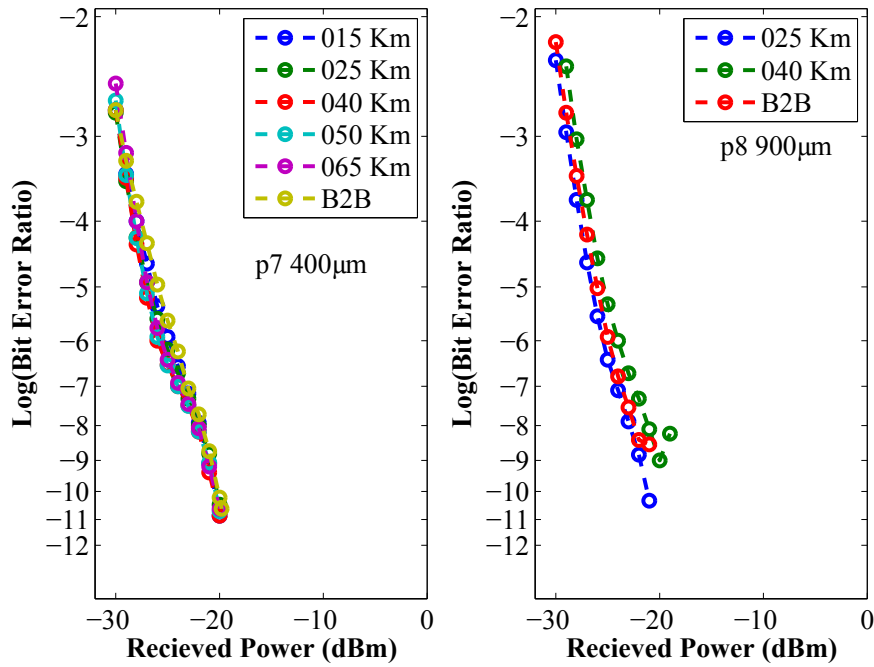 Log(Bit Error Ratio)
−2
−3
−4
−5
−6
−7
−8
−9
−10
−11
−12
−30
−20
−10
0
Recieved Power (dBm)
015 Km
025 Km
040 Km
050 Km
065 Km
B2B
p7 400μm
Log(Bit Error Ratio)
−2
−3
−4
−5
−6
−7
−8
−9
−10
−11
−12
−30
−20
−10
0
Recieved Power (dBm)
025 Km
040 Km
B2B
p8 900μm